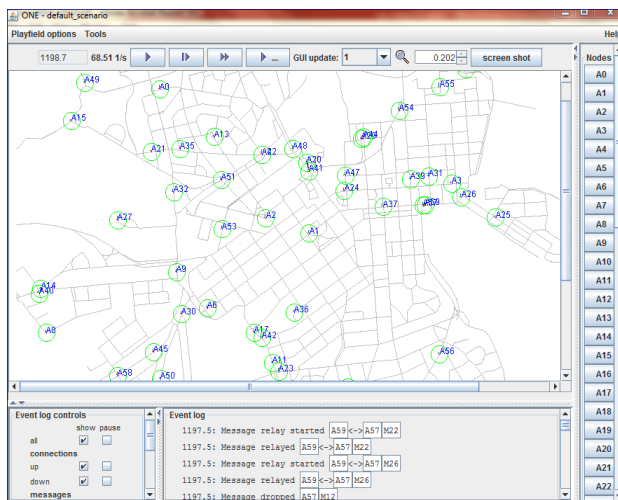 ONE - default_scenario
Playfield options Tools Help
1198.7 68.51 1/s ... GUI update: 1 0.202 screen shot
Nodes
A49
A0
A55
A15
A54
A13
A44
A21 A35 A22 A48
A20
A41
A51 A47 A39 A31 A3
A32 A24 A26
A37
A27 A2 A25
A53 A1
A9
A14
A40
A30 A36
A17
A42
A45 A56
A11
A58 A50 A23
A0
A1
A2
A3
A4
A5
A6
A7
A8
A9
A10
A11
A12
A13
A14
A15
A16
A17
A18
A19
A20
A21
A22
Event log controls
show pause
all
connections
up
down
messages
Event log
1197.5: Message relay started A59 <-> A57 M22
1197.5: Message relayed A59 <-> A57 M22
1197.5: Message relay started A59 <-> A57 M26
1197.5: Message relayed A59 <-> A57 M26
1197.5: Message dropped A57 M12